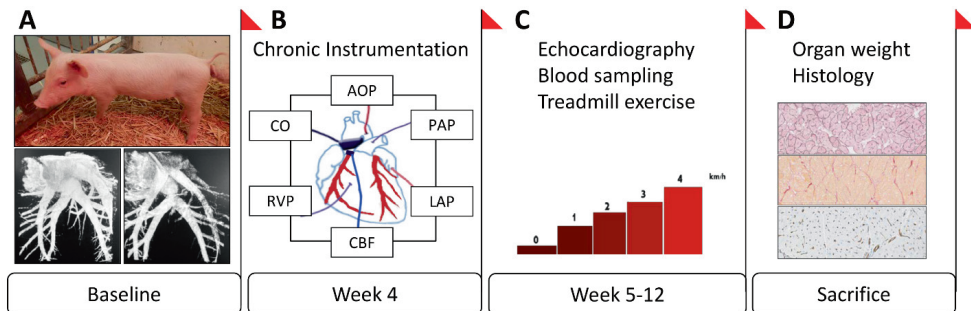 A
Baseline
B
Chronic Instrumentation
AOP
CO
PAP
RVP
LAP
CBF
Week 4
C
Echocardiography
Blood sampling
Treadmill exercise
0
1
2
3
4
km/h
Week 5-12
D
Organ weight
Histology
Sacrifice